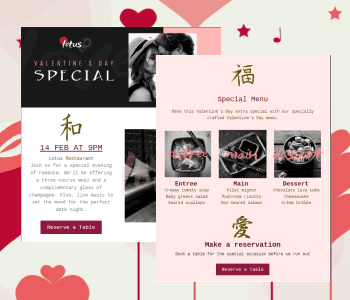 lotus
VALENTINE'S DAY
SPECIAL
和
14 FEB AT 9PM
Lotus Restaurant
Join us for a special evening
of romance. We'll be offering
a three-course meal and a
complimentary glass of
champagne. Plus, live music to
set the mood for the perfect
date night.
Reserve a Table
福
Special Menu
Make this Valentine's Day extra special with our specially
crafted Valentine's Day menu.
entree
main
dessert
Entree
Creamy tomato soup
Baby greens salad
Seared scallops
Main
Filet mignon
Mushroom risotto
Pan-seared salmon
Dessert
Chocolate lava cake
Cheesecake
Crème brûlée
愛
Make a reservation
Book a table for the special occasion before we run out
Reserve a Table